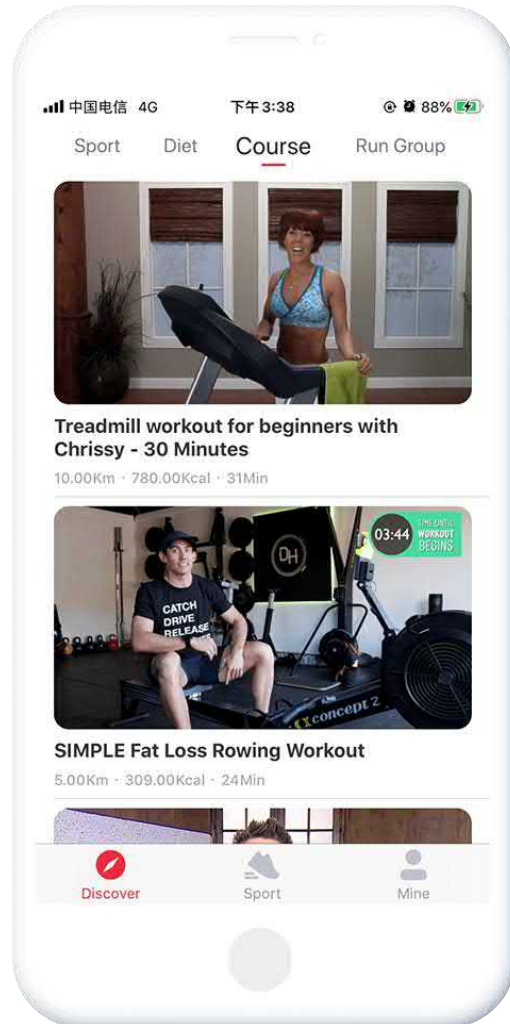 中国电信 4G 下午3:38 88%
Sport Diet Course Run Group
Treadmill workout for beginners with
Chrissy - 30 Minutes
10.00Km · 780.00Kcal · 31Min
03:44
TIME UNTIL
WORKOUT
BEGINS
DH
CATCH
DRIVE
RELEASE
concept 2
SIMPLE Fat Loss Rowing Workout
5.00Km · 309.00Kcal · 24Min
Discover Sport Mine